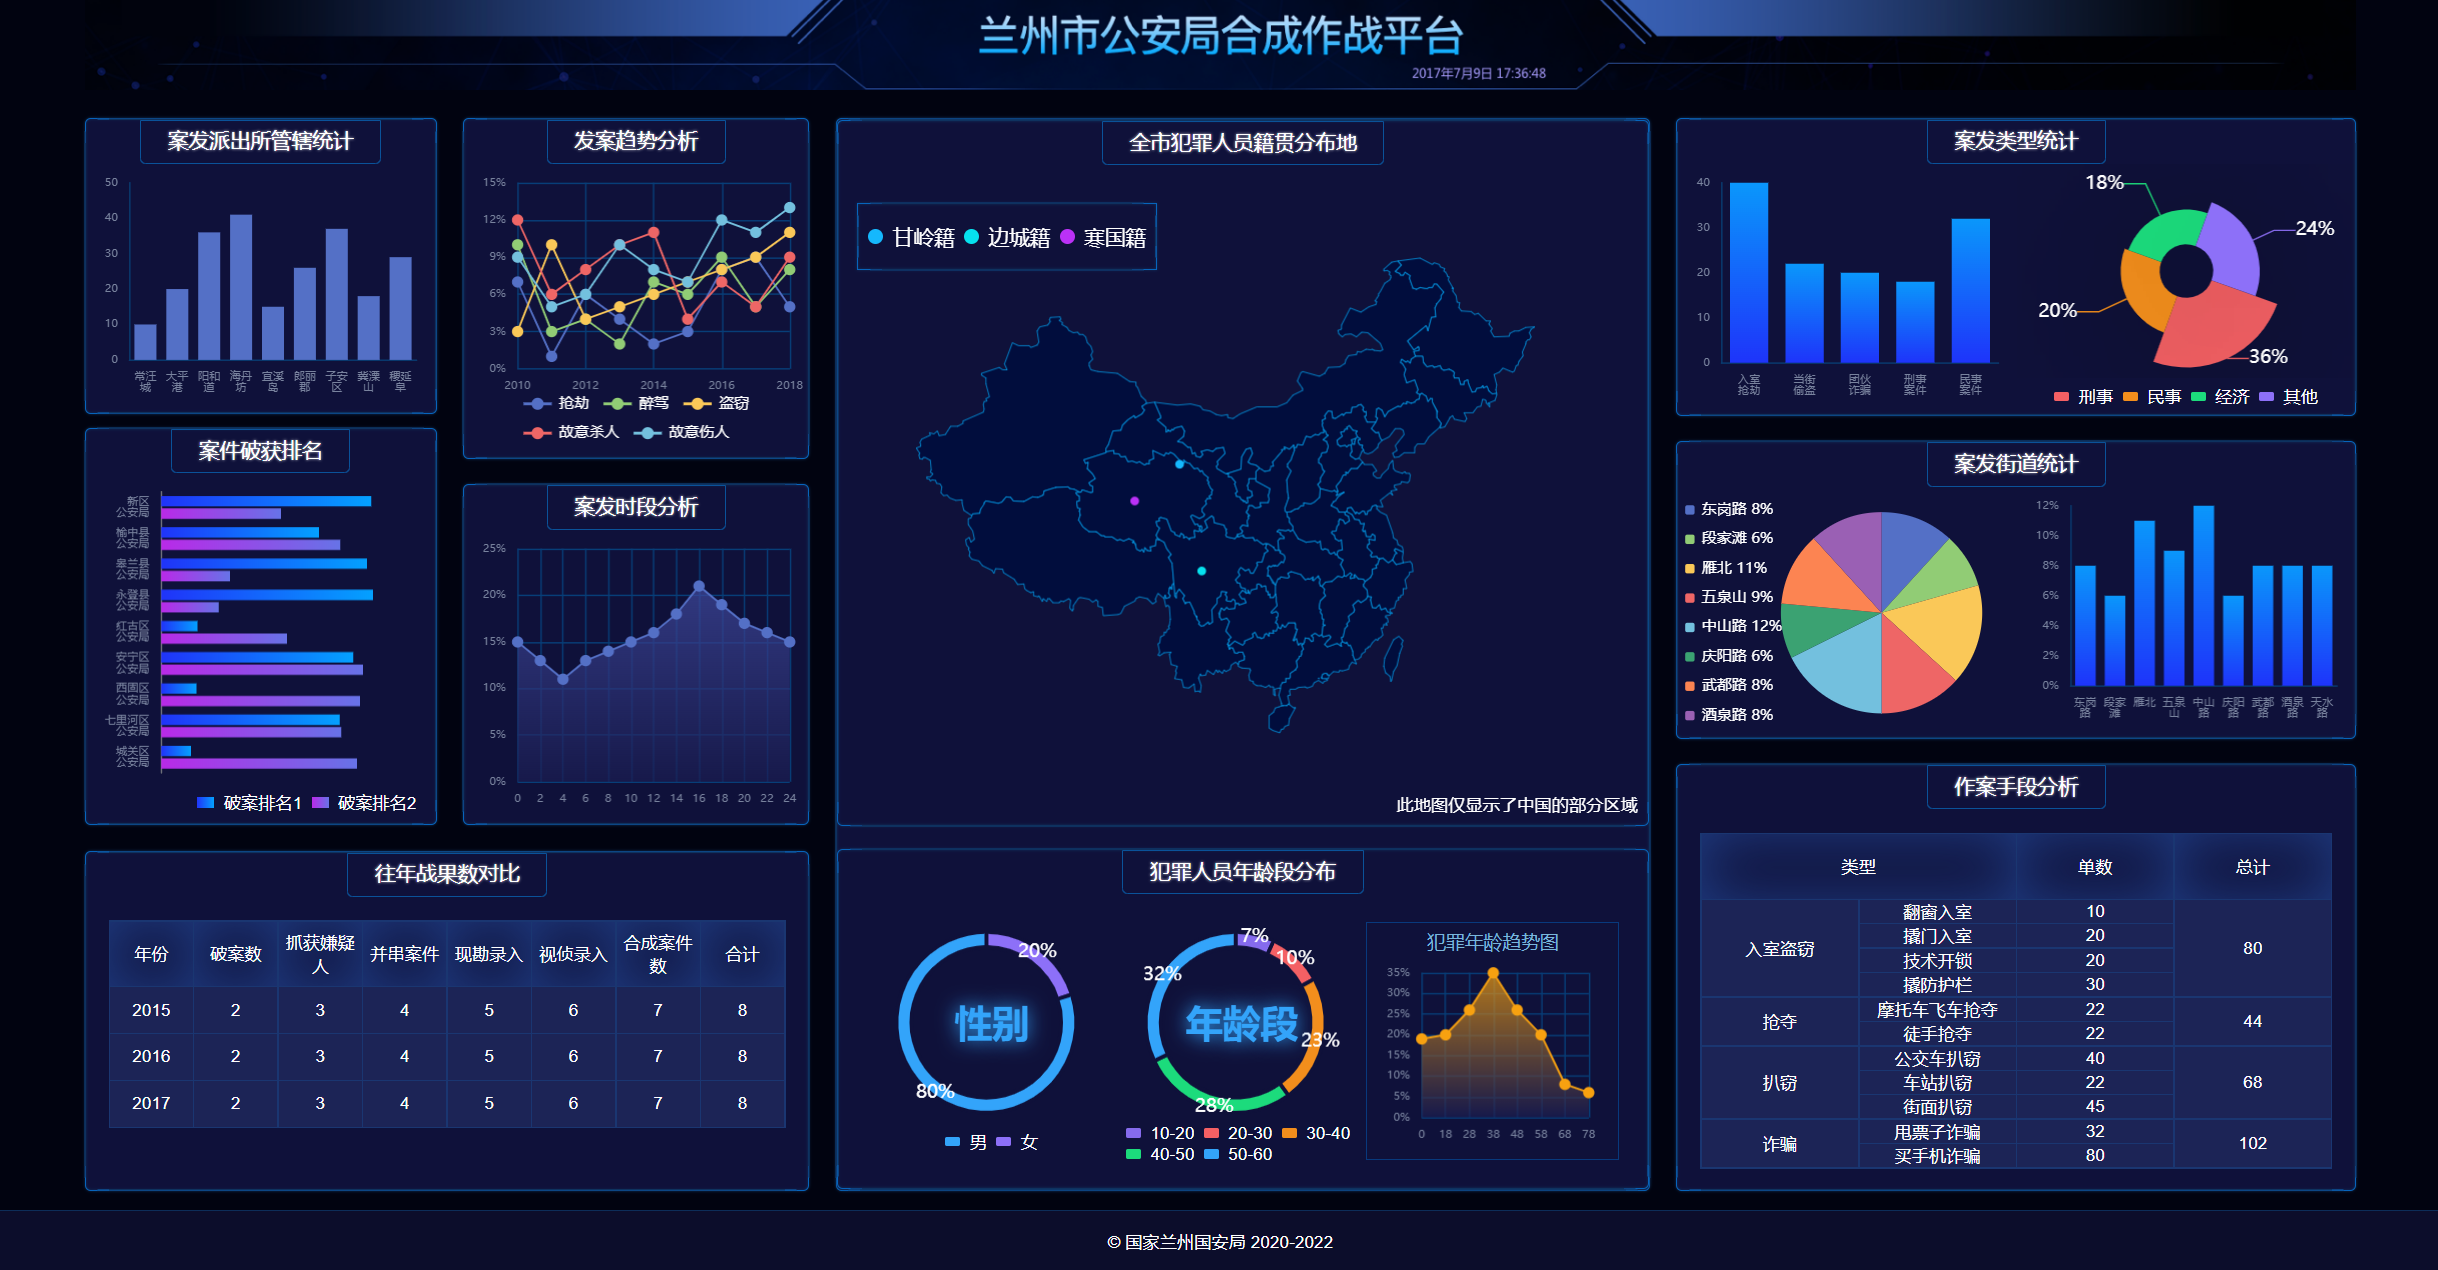 兰州市公安局合成作战平台
2017年7月9日 17:36:48
案发派出所管辖统计
50
40
30
20
10
0
常汪城
大平港
阳和道
海丹坊
宜溪岛
郎丽郡
子安区
冀溧山
稷延阜
发案趋势分析
15%
12%
9%
6%
3%
0%
2010 2012 2014 2016 2018
抢劫 醉驾 盗窃
故意杀人 故意伤人
案件破获排名
新区公安局
榆中县公安局
皋兰县公安局
永登县公安局
红古区公安局
安宁区公安局
西固区公安局
七里河区公安局
城关区公安局
破案排名1 破案排名2
案发时段分析
25%
20%
15%
10%
5%
0%
0 2 4 6 8 10 12 14 16 18 20 22 24
往年战果数对比
年份 破案数 抓获嫌疑人 并串案件 现勘录入 视侦录入 合成案件数 合计
2015 2 3 4 5 6 7 8
2016 2 3 4 5 6 7 8
2017 2 3 4 5 6 7 8
全市犯罪人员籍贯分布地
甘岭籍 边城籍 寒国籍
此地图仅显示了中国的部分区域
犯罪人员年龄段分布
20%
性别
80%
男 女
7%
10%
32%
年龄段
23%
28%
10-20 20-30 30-40
40-50 50-60
犯罪年龄趋势图
35%
30%
25%
20%
15%
10%
5%
0%
0 18 28 38 48 58 68 78
案发类型统计
40
30
20
10
0
入室抢劫
当街偷盗
团伙诈骗
刑事案件
民事案件
18%
24%
20%
36%
刑事 民事 经济 其他
案发街道统计
东岗路 8%
段家滩 6%
雁北 11%
五泉山 9%
中山路 12%
庆阳路 6%
武都路 8%
酒泉路 8%
12%
10%
8%
6%
4%
2%
0%
东岗路
段家滩
雁北
五泉山
中山路
庆阳路
武都路
酒泉路
天水路
作案手段分析
类型 单数 总计
入室盗窃
翻窗入室 10
撬门入室 20
技术开锁 20
撬防护栏 30
80
抢夺
摩托车飞车抢夺 22
徒手抢夺 22
44
扒窃
公交车扒窃 40
车站扒窃 22
街面扒窃 45
68
诈骗
甩票子诈骗 32
买手机诈骗 80
102
© 国家兰州国安局 2020-2022